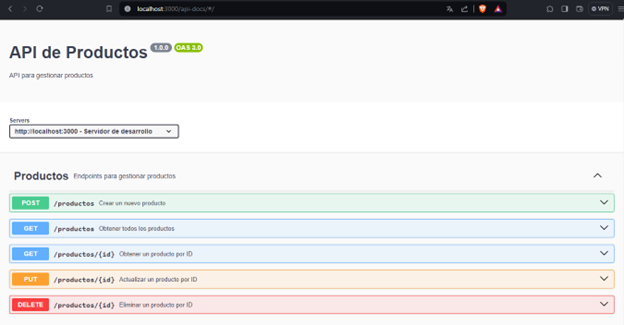 localhost:3000/api-docs/#/
VPN
API de Productos 1.0.0 OAS 3.0
API para gestionar productos
Servers
http://localhost:3000 - Servidor de desarrollo
Productos Endpoints para gestionar productos
POST /productos Crear un nuevo producto
GET /productos Obtener todos los productos
GET /productos/{id} Obtener un producto por ID
PUT /productos/{id} Actualizar un producto por ID
DELETE /productos/{id} Eliminar un producto por ID